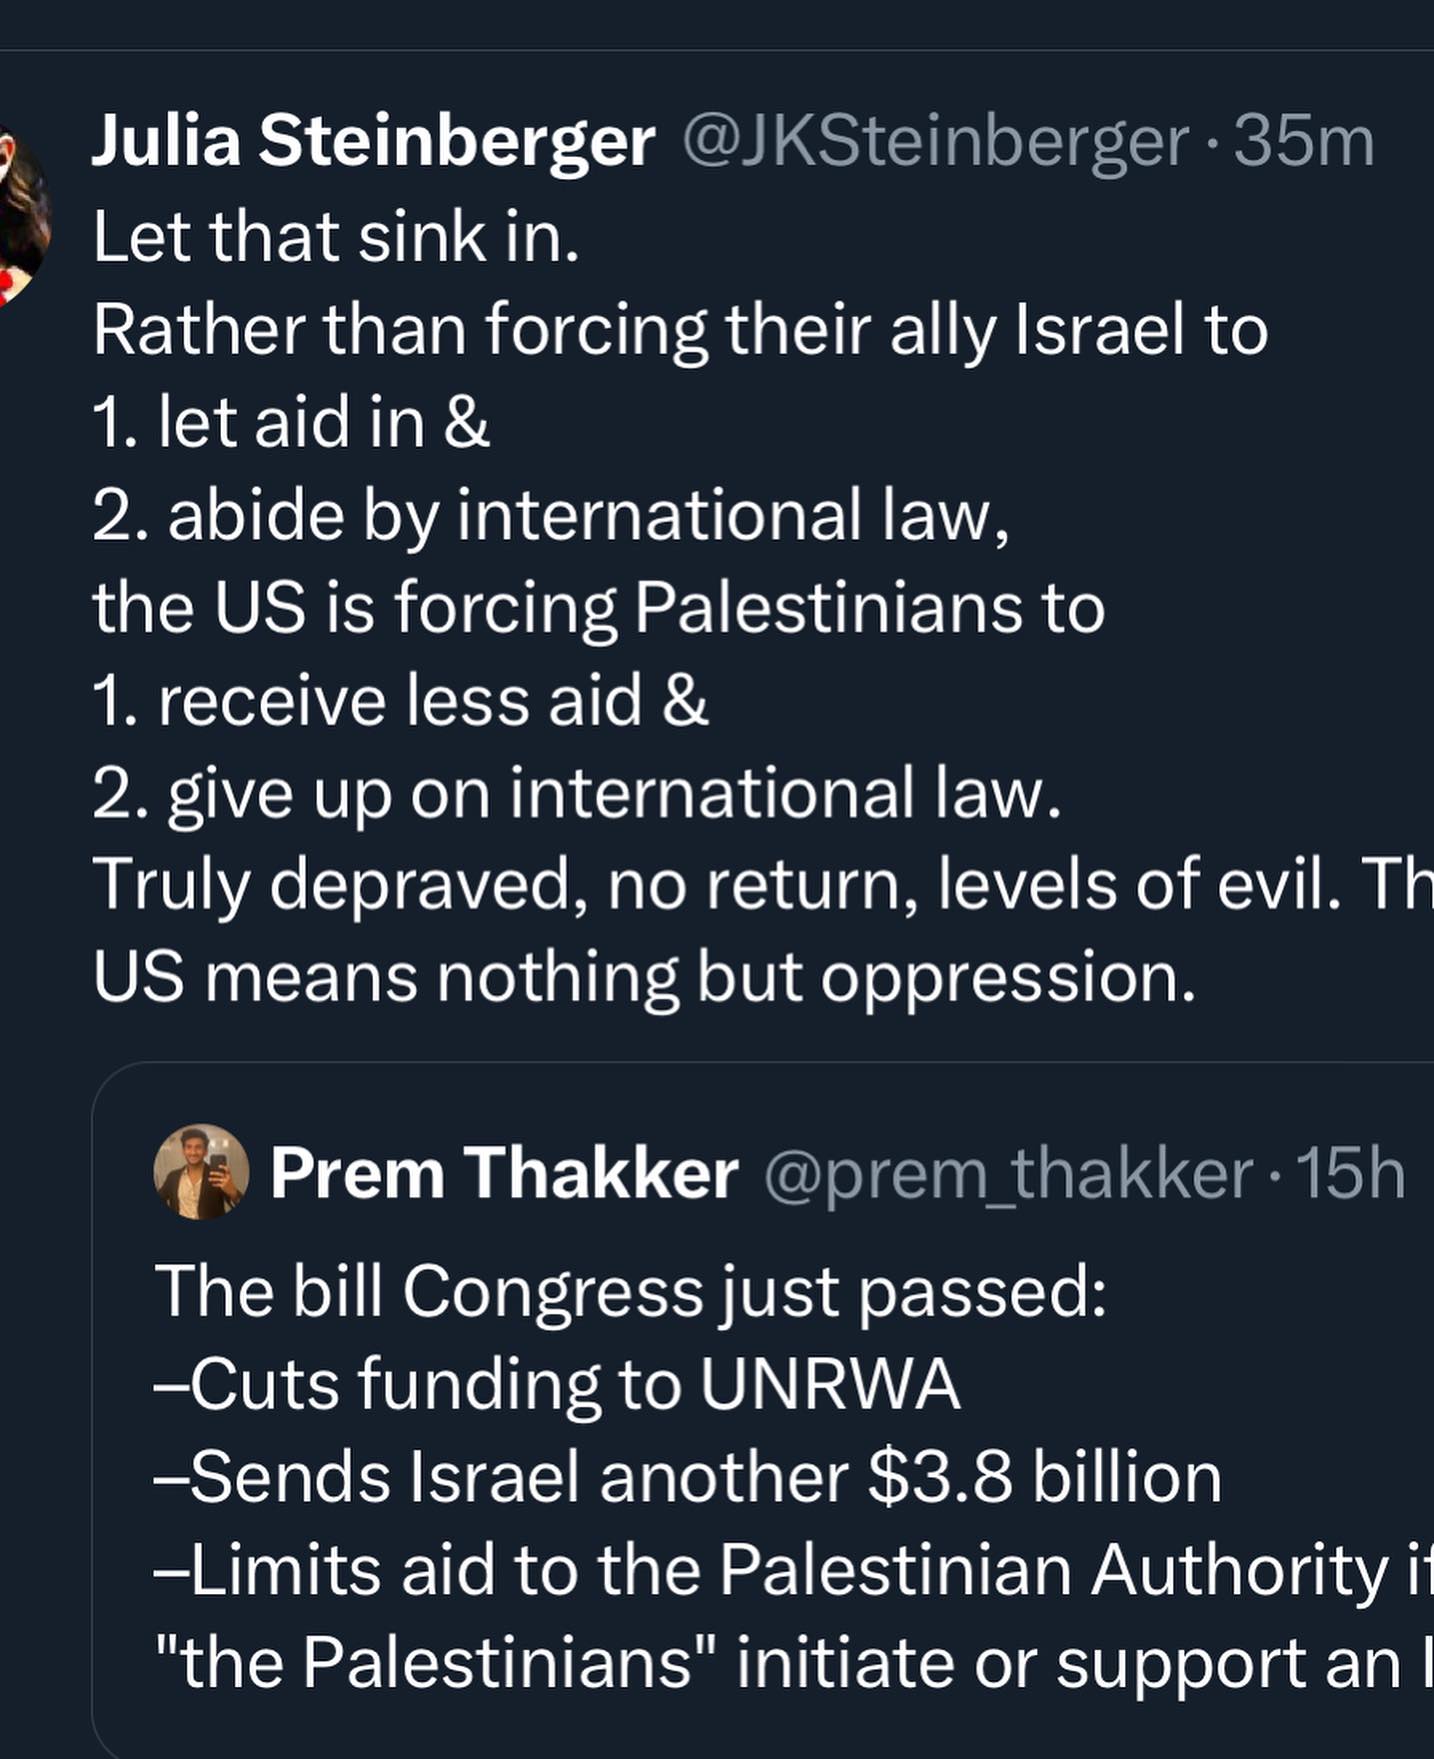 Julia Steinberger @JKSteinberger · 35m
Let that sink in.
Rather than forcing their ally Israel to
1. let aid in &
2. abide by international law,
the US is forcing Palestinians to
1. receive less aid &
2. give up on international law.
Truly depraved, no return, levels of evil.
US means nothing but oppression.
Prem Thakker @prem_thakker · 15h
The bill Congress just passed:
–Cuts funding to UNRWA
–Sends Israel another $3.8 billion
–Limits aid to the Palestinian Authority if
"the Palestinians" initiate or support an